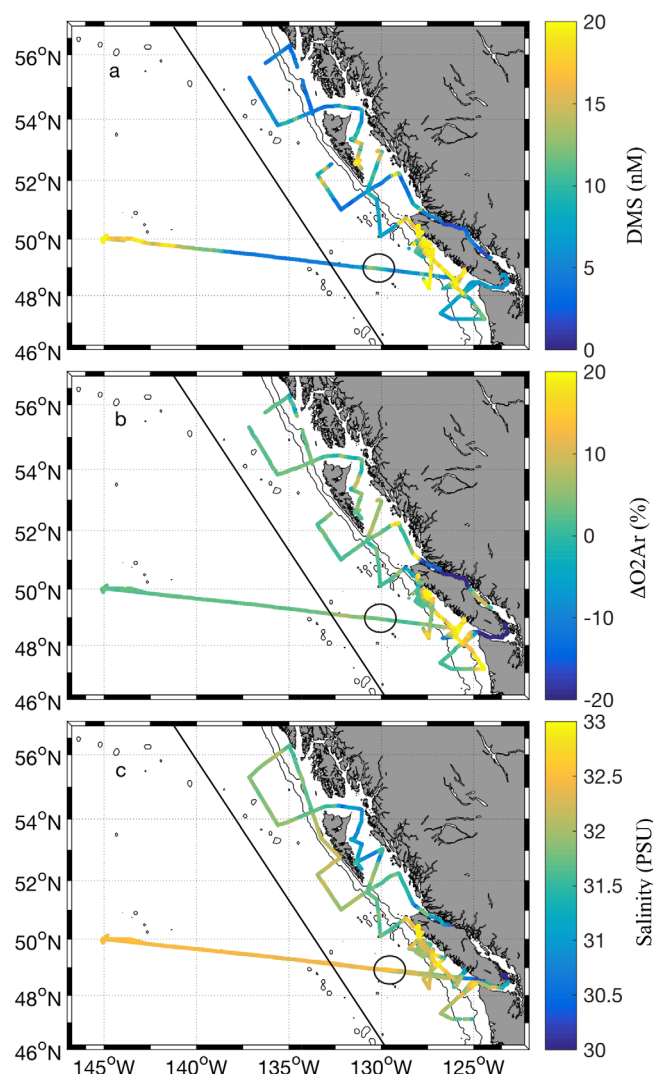 a
56°N
54°N
52°N
50°N
48°N
46°N
20
15
10
5
0
DMS (nM)
b
56°N
54°N
52°N
50°N
48°N
46°N
20
10
0
-10
-20
ΔO2Ar (%)
c
56°N
54°N
52°N
50°N
48°N
46°N
145°W
140°W
135°W
130°W
125°W
33
32.5
32
31.5
31
30.5
30
Salinity (PSU)